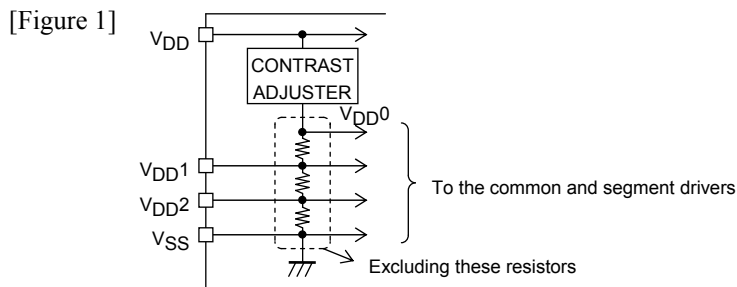 [Figure 1]
VDD
CONTRAST
ADJUSTER
VDD0
VDD1
VDD2
VSS
To the common and segment drivers
Excluding these resistors